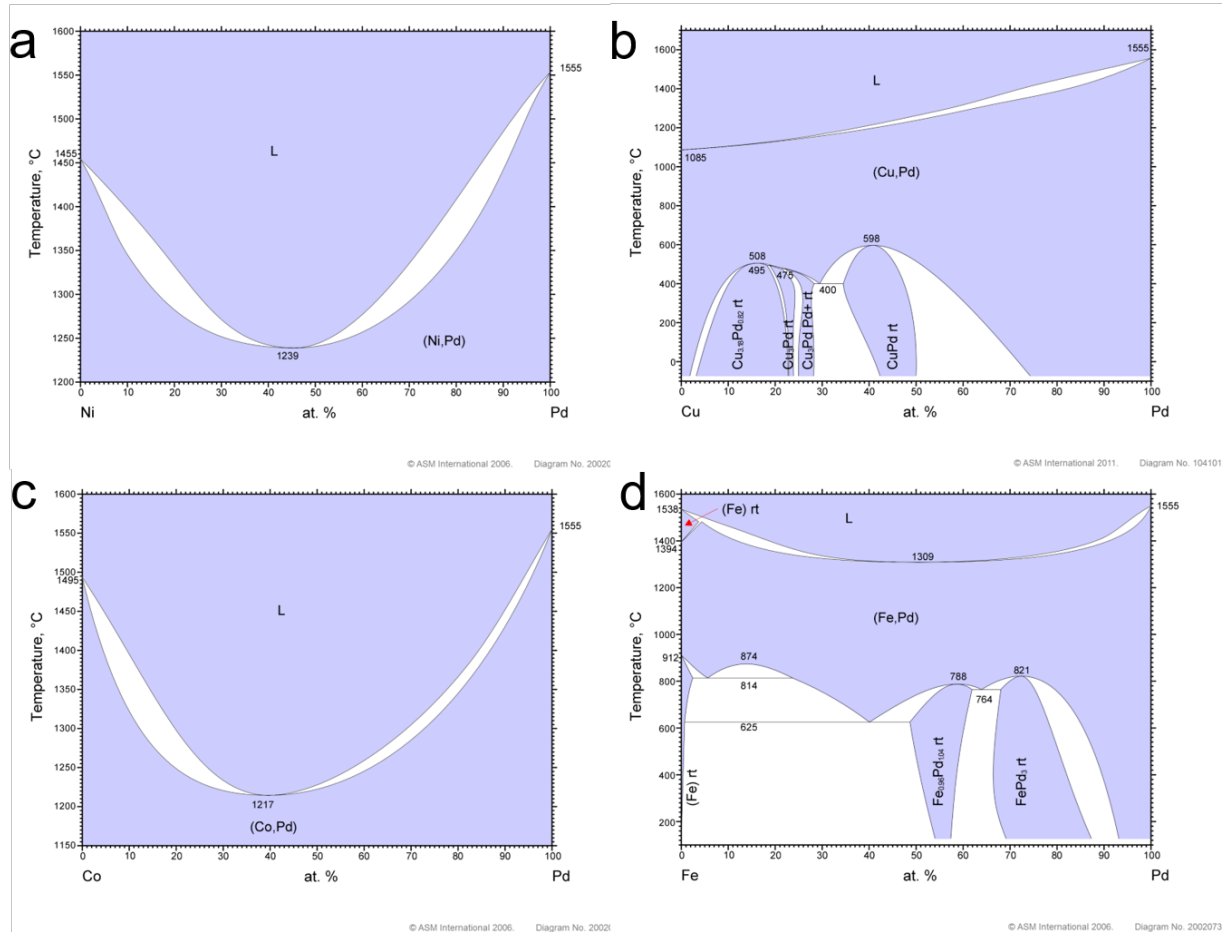 a
1600
1550
1500
1455
1450
1400
1350
1300
1250
1200
Temperature, °C
1555
L
1239
(Ni,Pd)
0 10 20 30 40 50 60 70 80 90 100
Ni at. % Pd
© ASM International 2006. Diagram No. 2002
b
1600
1400
1200
1000
800
600
400
200
0
Temperature, °C
1555
L
1085
(Cu,Pd)
598
508
495
475
400
Cu3.18Pd0.82 rt
Cu3Pd rt
Cu3Pd Pd+ rt
CuPd rt
0 10 20 30 40 50 60 70 80 90 100
Cu at. % Pd
© ASM International 2011. Diagram No. 104101
c
1600
1550
1500
1495
1450
1400
1350
1300
1250
1200
1150
Temperature, °C
1555
L
1217
(Co,Pd)
0 10 20 30 40 50 60 70 80 90 100
Co at. % Pd
© ASM International 2006. Diagram No. 2002
d
1600
1538
1400
1394
1200
1000
912
800
600
400
200
Temperature, °C
(Fe) rt
L
1555
1309
(Fe,Pd)
874
814
788
821
764
625
(Fe) rt
Fe0.96Pd1.04 rt
FePd3 rt
0 10 20 30 40 50 60 70 80 90 100
Fe at. % Pd
© ASM International 2006. Diagram No. 2002073